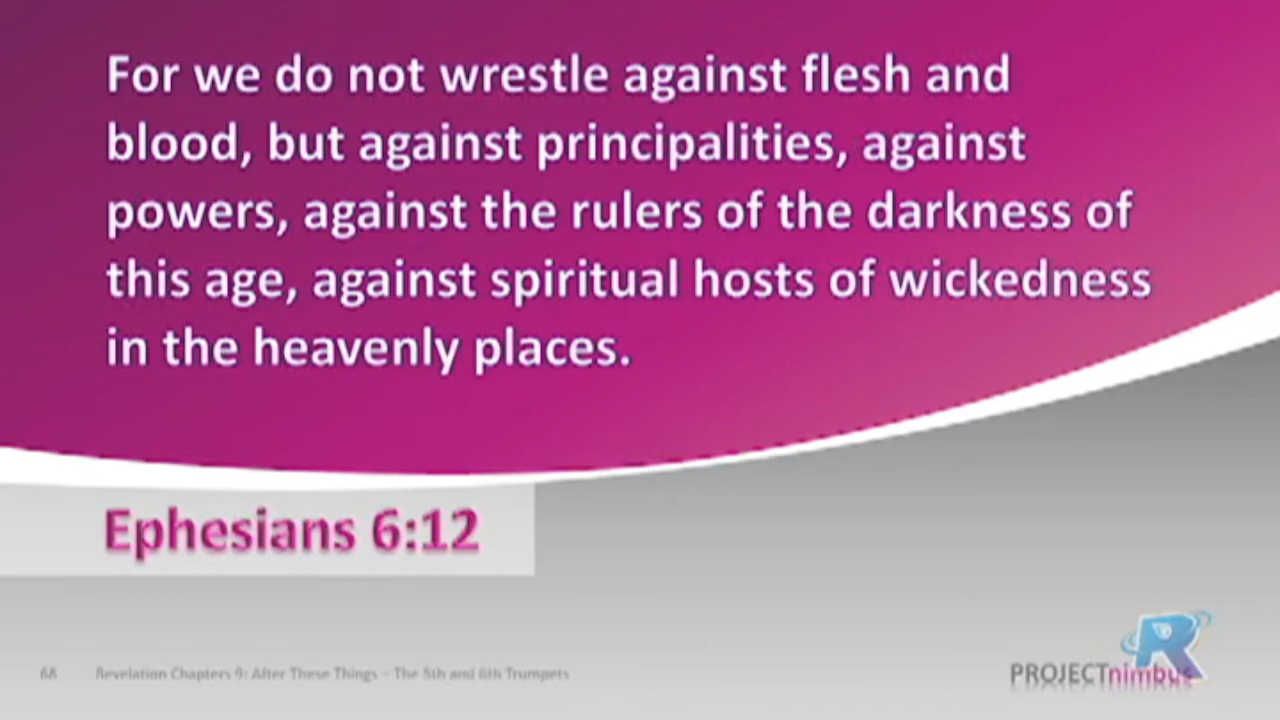 For we do not wrestle against flesh and
blood, but against principalities, against
powers, against the rulers of the darkness of
this age, against spiritual hosts of wickedness
in the heavenly places.
Ephesians 6:12
68 Revelation Chapters 9: After These Things – The 5th and 6th Trumpets
R
PROJECTnimbus